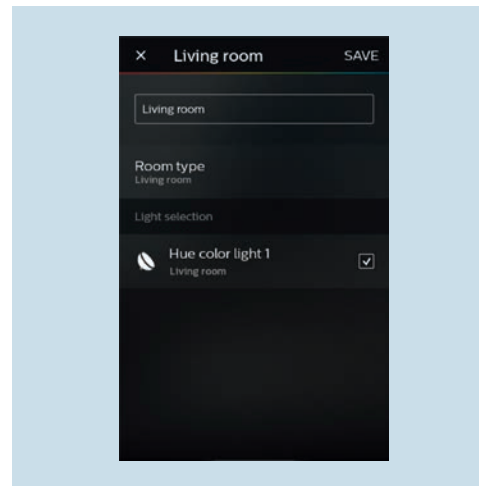 × Living room SAVE
Living room
Room type
Living room
Light selection
Hue color light 1
Living room